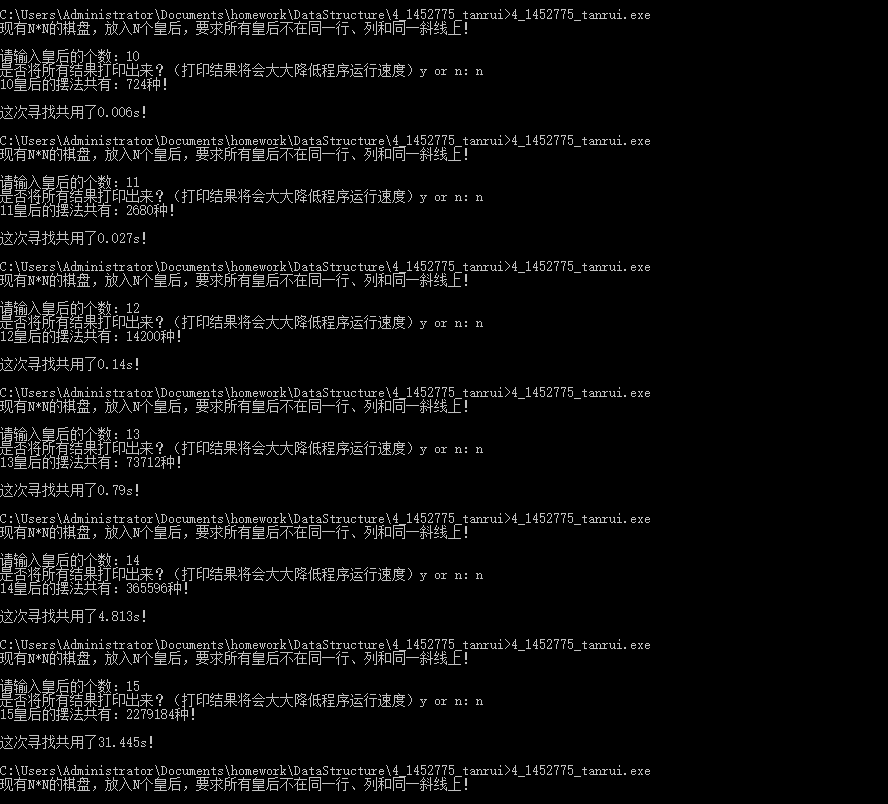 C:\Users\Administrator\Documents\homework\DataStructure\4_1452775_tanrui>4_1452775_tanrui.exe
现有N*N的棋盘，放入N个皇后，要求所有皇后不在同一行、列和同一斜线上！
请输入皇后的个数：10
是否将所有结果打印出来？（打印结果将会大大降低程序运行速度）y or n：n
10皇后的摆法共有：724种！
这次寻找共用了0.006s！
C:\Users\Administrator\Documents\homework\DataStructure\4_1452775_tanrui>4_1452775_tanrui.exe
现有N*N的棋盘，放入N个皇后，要求所有皇后不在同一行、列和同一斜线上！
请输入皇后的个数：11
是否将所有结果打印出来？（打印结果将会大大降低程序运行速度）y or n：n
11皇后的摆法共有：2680种！
这次寻找共用了0.027s！
C:\Users\Administrator\Documents\homework\DataStructure\4_1452775_tanrui>4_1452775_tanrui.exe
现有N*N的棋盘，放入N个皇后，要求所有皇后不在同一行、列和同一斜线上！
请输入皇后的个数：12
是否将所有结果打印出来？（打印结果将会大大降低程序运行速度）y or n：n
12皇后的摆法共有：14200种！
这次寻找共用了0.14s！
C:\Users\Administrator\Documents\homework\DataStructure\4_1452775_tanrui>4_1452775_tanrui.exe
现有N*N的棋盘，放入N个皇后，要求所有皇后不在同一行、列和同一斜线上！
请输入皇后的个数：13
是否将所有结果打印出来？（打印结果将会大大降低程序运行速度）y or n：n
13皇后的摆法共有：73712种！
这次寻找共用了0.79s！
C:\Users\Administrator\Documents\homework\DataStructure\4_1452775_tanrui>4_1452775_tanrui.exe
现有N*N的棋盘，放入N个皇后，要求所有皇后不在同一行、列和同一斜线上！
请输入皇后的个数：14
是否将所有结果打印出来？（打印结果将会大大降低程序运行速度）y or n：n
14皇后的摆法共有：365596种！
这次寻找共用了4.813s！
C:\Users\Administrator\Documents\homework\DataStructure\4_1452775_tanrui>4_1452775_tanrui.exe
现有N*N的棋盘，放入N个皇后，要求所有皇后不在同一行、列和同一斜线上！
请输入皇后的个数：15
是否将所有结果打印出来？（打印结果将会大大降低程序运行速度）y or n：n
15皇后的摆法共有：2279184种！
这次寻找共用了31.445s！
C:\Users\Administrator\Documents\homework\DataStructure\4_1452775_tanrui>4_1452775_tanrui.exe
现有N*N的棋盘，放入N个皇后，要求所有皇后不在同一行、列和同一斜线上！